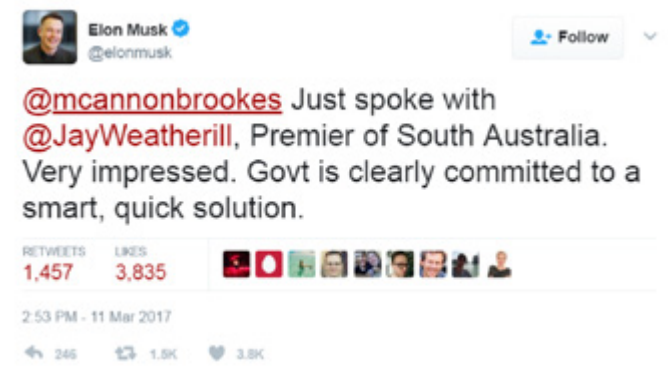 Elon Musk
@elonmusk
Follow
@mcannonbrookes Just spoke with
@JayWeatherill, Premier of South Australia.
Very impressed. Govt is clearly committed to a
smart, quick solution.
RETWEETS LIKES
1,457 3,835
2:53 PM - 11 Mar 2017
246 1.5K 3.8K